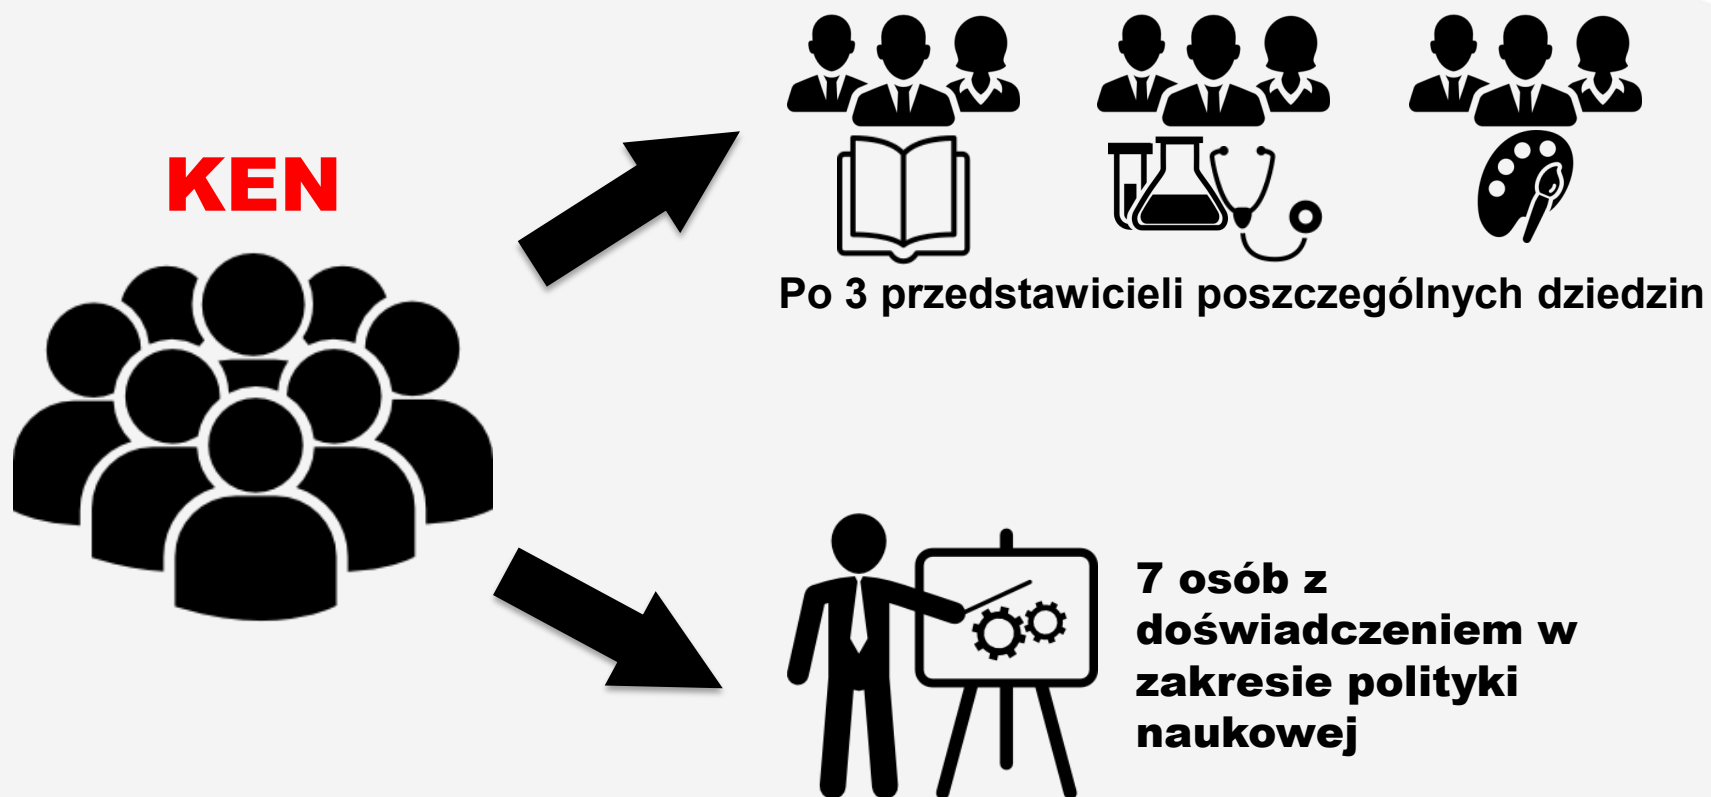 KEN
Po 3 przedstawicieli poszczególnych dziedzin
7 osób z
doświadczeniem w
zakresie polityki
naukowej